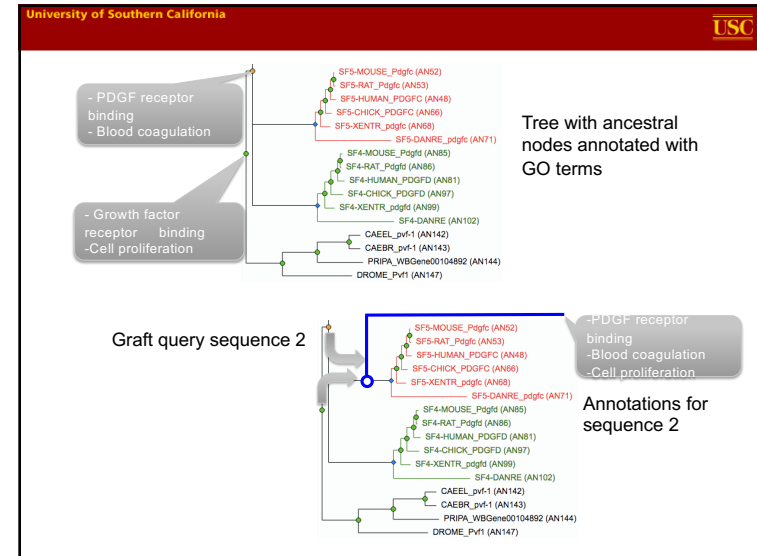 University of Southern California
USC
- PDGF receptor
binding
- Blood coagulation
- Growth factor
receptor binding
-Cell proliferation
SF5-MOUSE_Pdgfc (AN52)
SF5-RAT_Pdgfc (AN53)
SF5-HUMAN_PDGFC (AN48)
SF5-CHICK_PDGFC (AN66)
SF5-XENTR_pdgfc (AN68)
SF5-DANRE_pdgfc (AN71)
SF4-MOUSE_Pdgfd (AN85)
SF4-RAT_Pdgfd (AN86)
SF4-HUMAN_PDGFD (AN81)
SF4-CHICK_PDGFD (AN97)
SF4-XENTR_pdgfd (AN99)
SF4-DANRE (AN102)
CAEEL_pvf-1 (AN142)
CAEBR_pvf-1 (AN143)
PRIPA_WBGene00104892 (AN144)
DROME_Pvf1 (AN147)
Tree with ancestral
nodes annotated with
GO terms
Graft query sequence 2
SF5-MOUSE_Pdgfc (AN52)
SF5-RAT_Pdgfc (AN53)
SF5-HUMAN_PDGFC (AN48)
SF5-CHICK_PDGFC (AN66)
SF5-XENTR_pdgfc (AN68)
SF5-DANRE_pdgfc (AN71)
SF4-MOUSE_Pdgfd (AN85)
SF4-RAT_Pdgfd (AN86)
SF4-HUMAN_PDGFD (AN81)
SF4-CHICK_PDGFD (AN97)
SF4-XENTR_pdgfd (AN99)
SF4-DANRE (AN102)
CAEEL_pvf-1 (AN142)
CAEBR_pvf-1 (AN143)
PRIPA_WBGene00104892 (AN144)
DROME_Pvf1 (AN147)
-PDGF receptor
binding
-Blood coagulation
-Cell proliferation
Annotations for
sequence 2